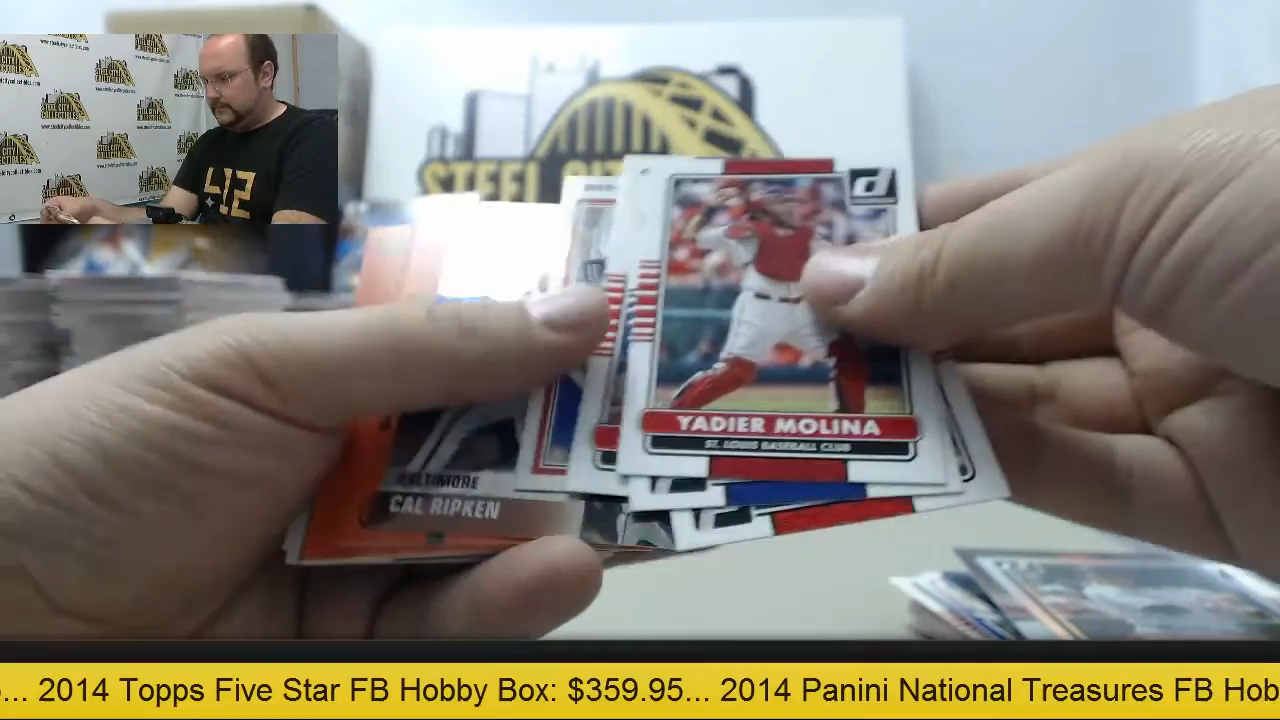 STEEL CITY
412
d
YADIER MOLINA
ST. LOUIS BASEBALL CLUB
BALTIMORE
CAL RIPKEN
... 2014 Topps Five Star FB Hobby Box: $359.95... 2014 Panini National Treasures FB Hob